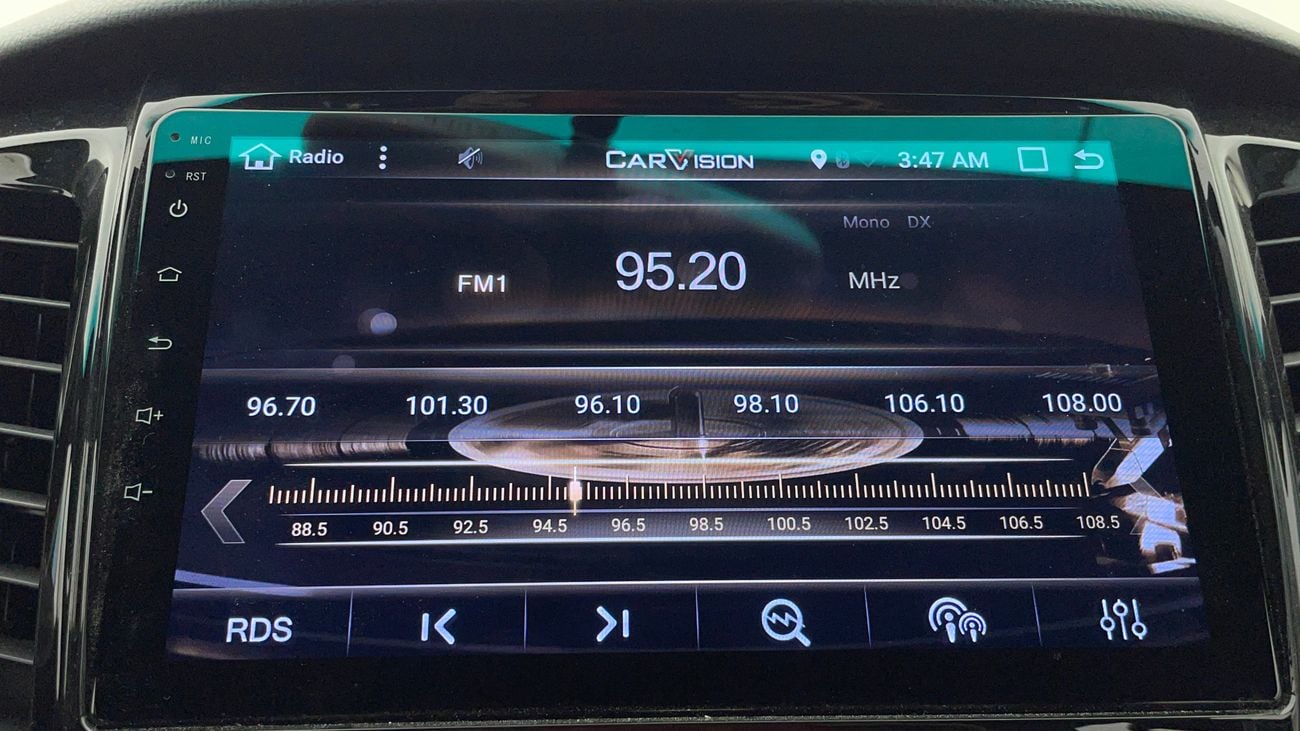 MIC
Radio
CARVISION
3:47 AM
RST
Mono DX
FM1 95.20 MHz
96.70 101.30 96.10 98.10 106.10 108.00
88.5 90.5 92.5 94.5 96.5 98.5 100.5 102.5 104.5 106.5 108.5
RDS